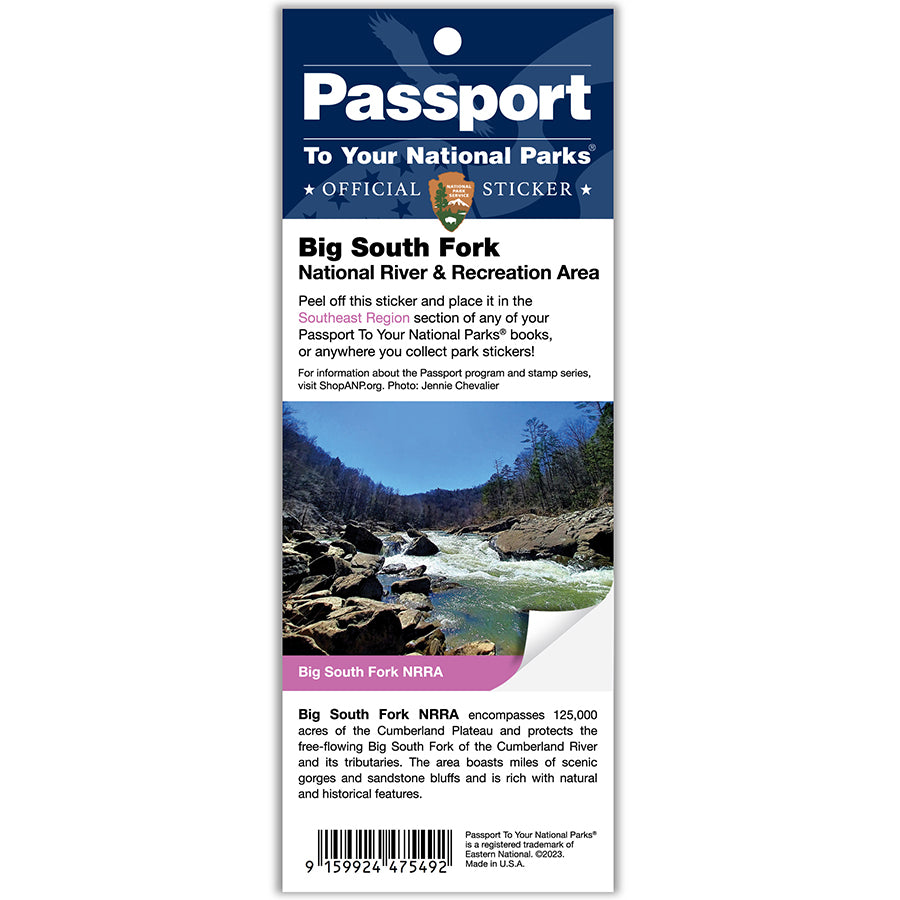 Passport
To Your National Parks®
★ OFFICIAL ★ STICKER ★
NATIONAL
PARK
SERVICE
Big South Fork
National River & Recreation Area
Peel off this sticker and place it in the
Southeast Region section of any of your
Passport To Your National Parks® books,
or anywhere you collect park stickers!
For information about the Passport program and stamp series,
visit ShopANP.org. Photo: Jennie Chevalier
Big South Fork NRRA
Big South Fork NRRA encompasses 125,000
acres of the Cumberland Plateau and protects the
free-flowing Big South Fork of the Cumberland River
and its tributaries. The area boasts miles of scenic
gorges and sandstone bluffs and is rich with natural
and historical features.
9 159924 475492
Passport To Your National Parks®
is a registered trademark of
Eastern National. ©2023.
Made in U.S.A.